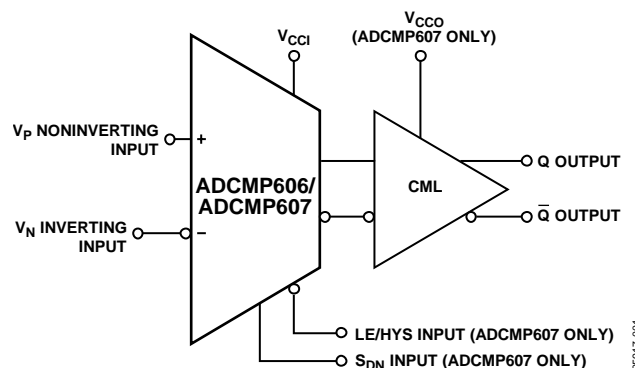 VCCI
VCCO
(ADCMP607 ONLY)
VP NONINVERTING
INPUT
+
ADCMP606/
ADCMP607
CML
Q OUTPUT
VN INVERTING
INPUT
–
Q̅ OUTPUT
LE/HYS INPUT (ADCMP607 ONLY)
SDN INPUT (ADCMP607 ONLY)